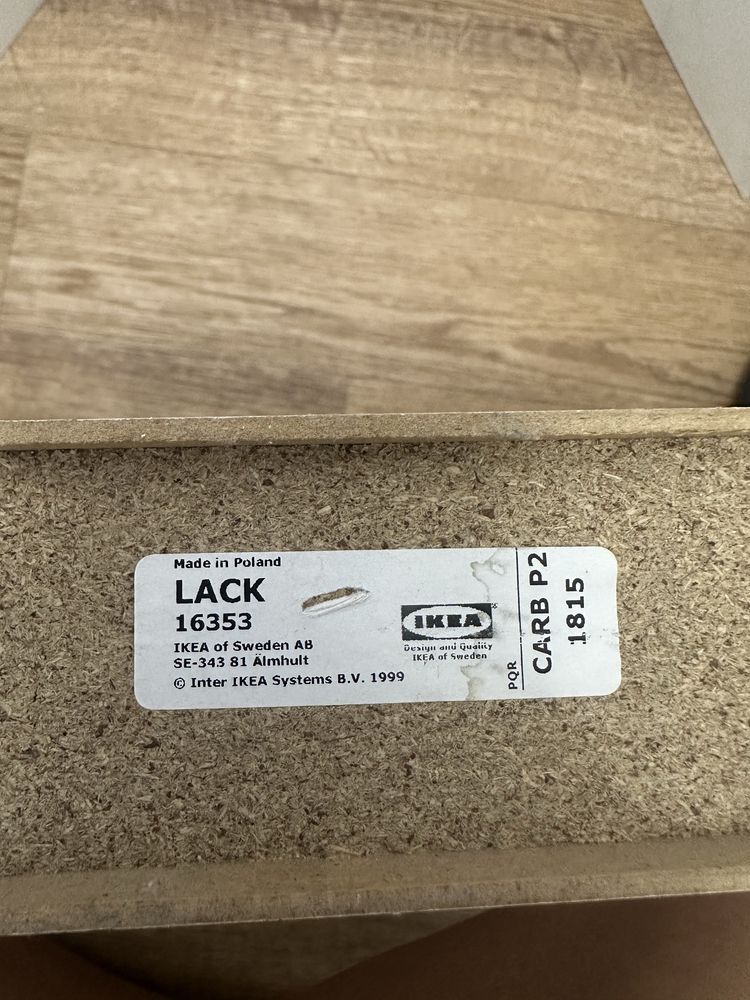 Made in Poland
LACK
16353
IKEA of Sweden AB
SE-343 81 Älmhult
© Inter IKEA Systems B.V. 1999
IKEA®
Design and Quality
IKEA of Sweden
PQR
CARB P2
1815